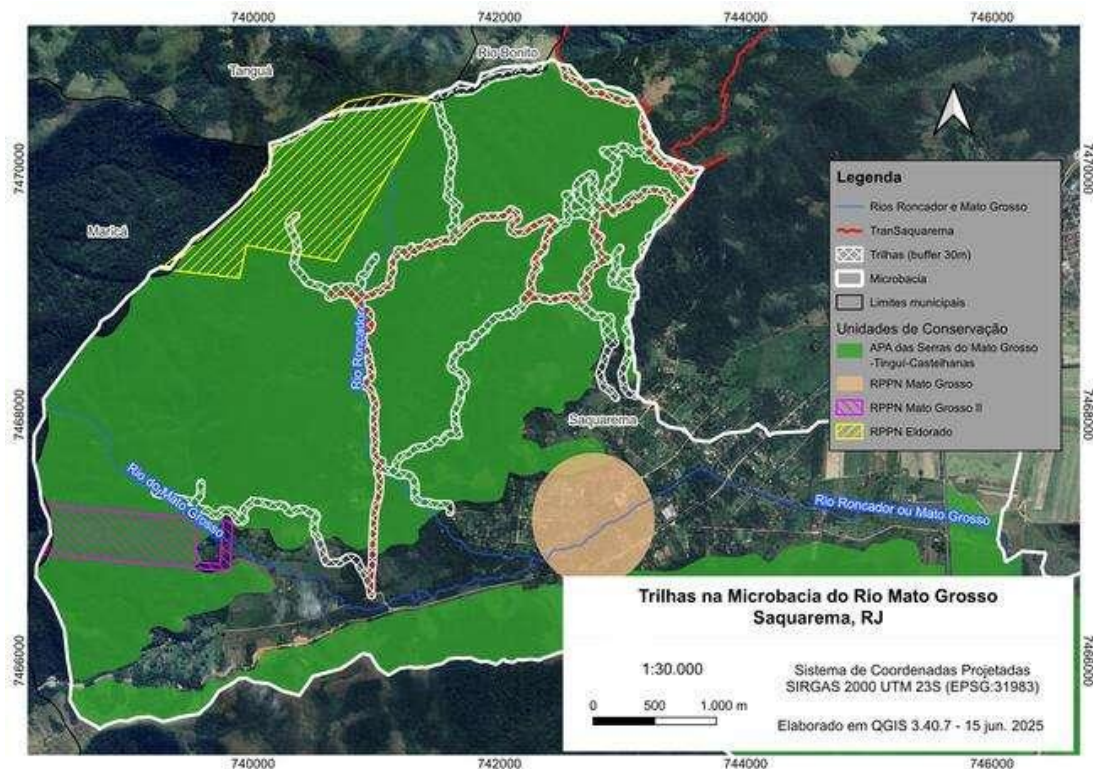 740000
742000
744000
746000
Rio Bonito
Tanguá
7470000
7470000
Maricá
Legenda
Rios Roncador e Mato Grosso
TranSaquarema
Trilhas (buffer 30m)
Microbacia
Limites municipais
Unidades de Conservação
APA das Serras do Mato Grosso
-Tinguí-Castelhanas
RPPN Mato Grosso
RPPN Mato Grosso II
RPPN Eldorado
Rio Roncador
7468000
7468000
Saquarema
Rio do Mato Grosso
Rio Roncador ou Mato Grosso
Trilhas na Microbacia do Rio Mato Grosso
Saquarema, RJ
1:30.000
0 500 1.000 m
Sistema de Coordenadas Projetadas
SIRGAS 2000 UTM 23S (EPSG:31983)
Elaborado em QGIS 3.40.7 - 15 jun. 2025
7466000
7466000
740000
742000
744000
746000